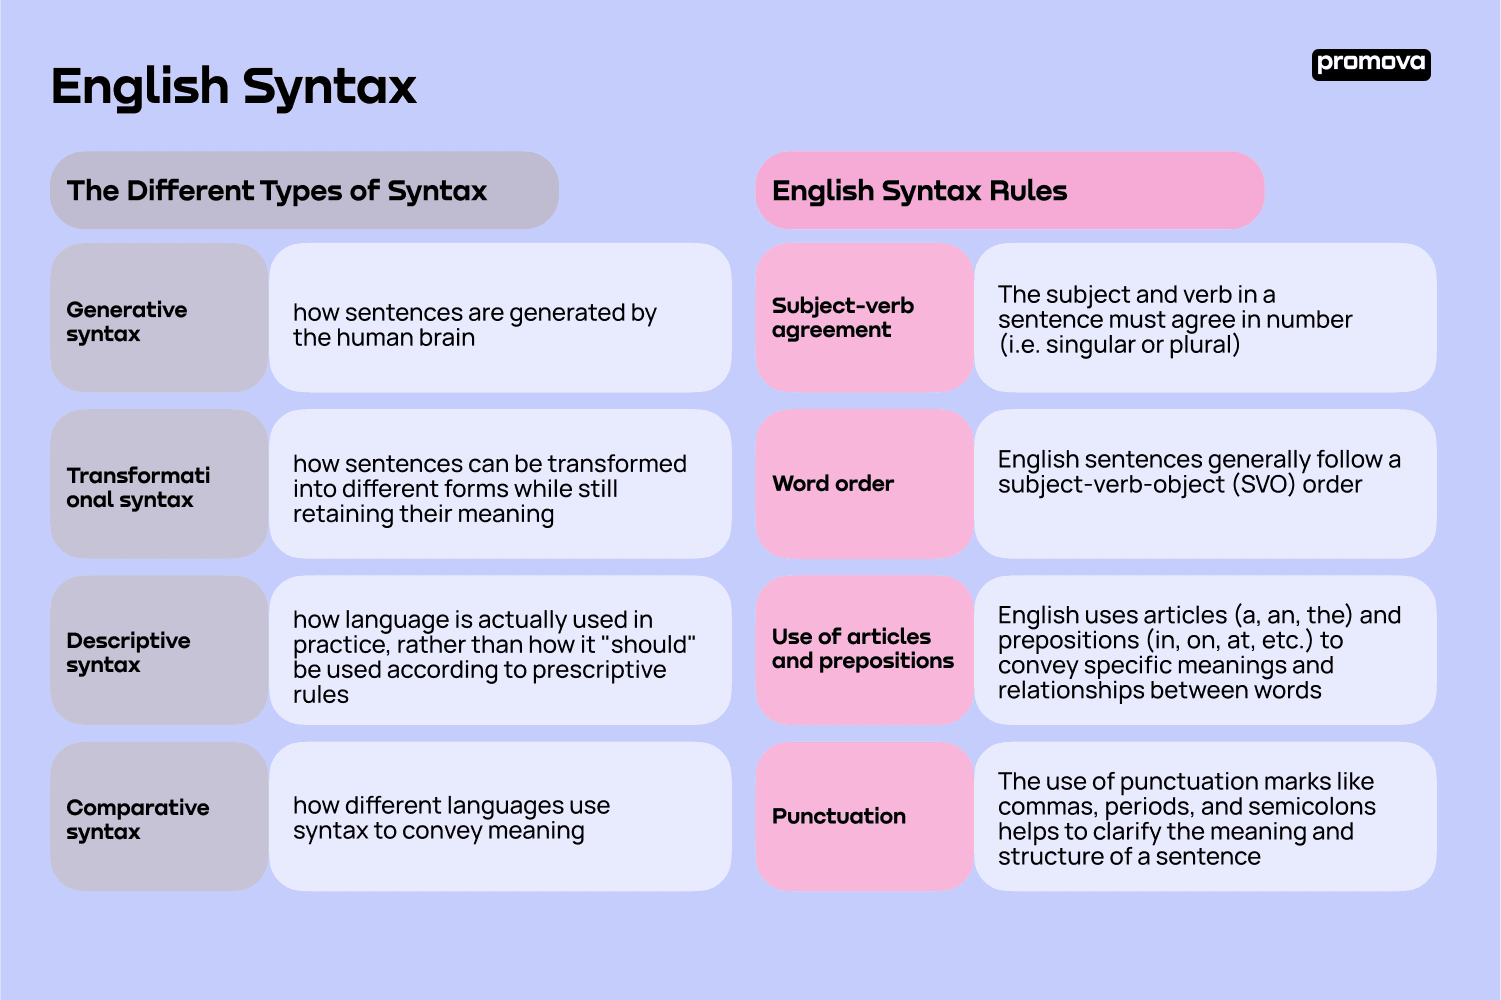 English Syntax
promova
The Different Types of Syntax
Generative
syntax
how sentences are generated by
the human brain
Transformati
onal syntax
how sentences can be transformed
into different forms while still
retaining their meaning
Descriptive
syntax
how language is actually used in
practice, rather than how it "should"
be used according to prescriptive
rules
Comparative
syntax
how different languages use
syntax to convey meaning
English Syntax Rules
Subject-verb
agreement
The subject and verb in a
sentence must agree in number
(i.e. singular or plural)
Word order
English sentences generally follow a
subject-verb-object (SVO) order
Use of articles
and prepositions
English uses articles (a, an, the) and
prepositions (in, on, at, etc.) to
convey specific meanings and
relationships between words
Punctuation
The use of punctuation marks like
commas, periods, and semicolons
helps to clarify the meaning and
structure of a sentence